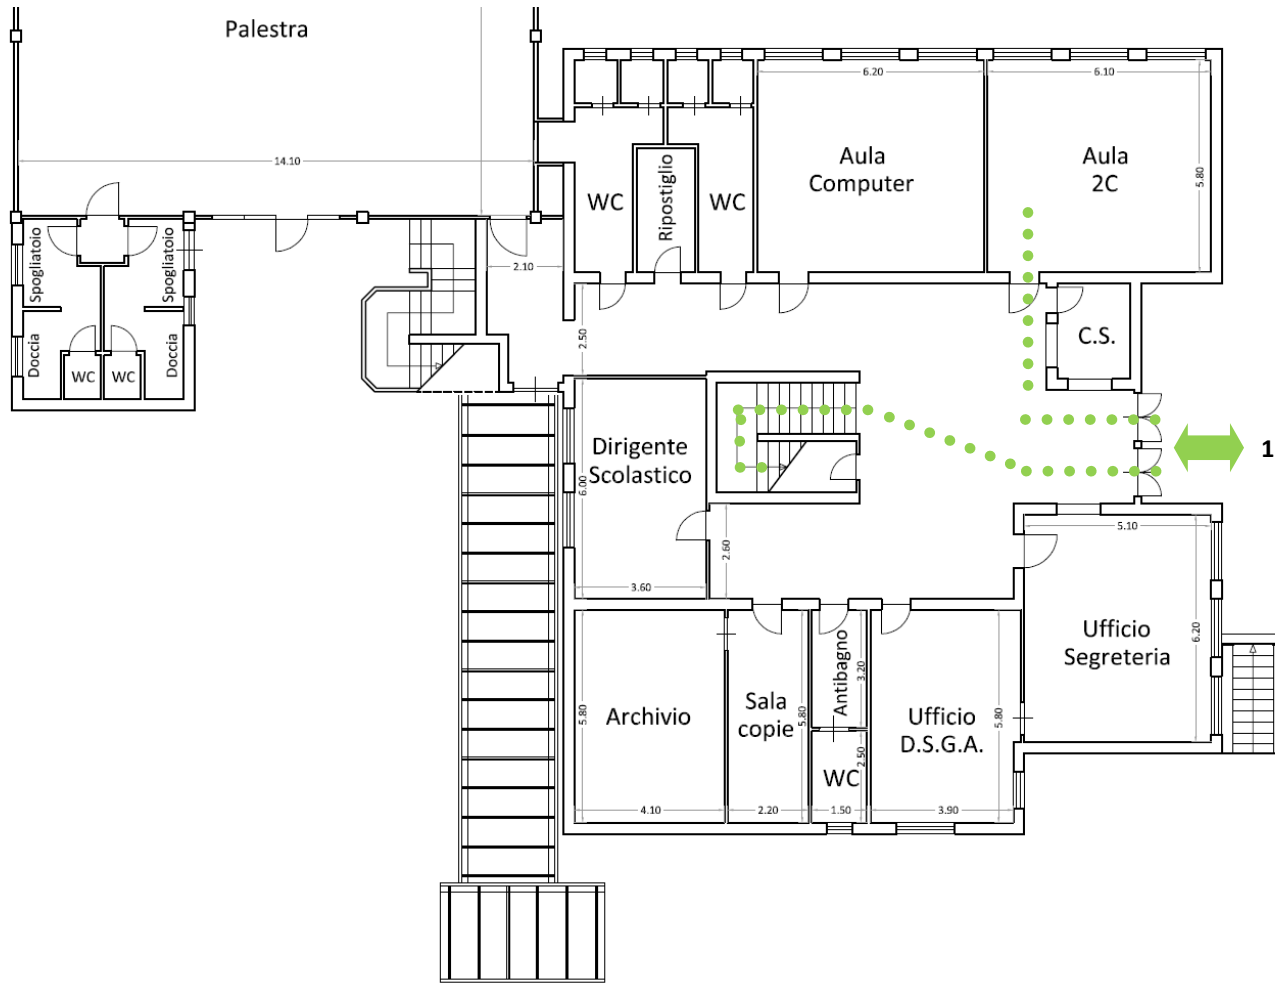 Palestra
14.10
6.20
6.10
Aula
Computer
Aula
2C
5.80
WC
Ripostiglio
WC
Spogliatoio
Spogliatoio
2.10
2.50
C.S.
Doccia
WC
WC
Doccia
Dirigente
Scolastico
6.00
1
2.60
5.10
3.60
Ufficio
Segreteria
6.20
Archivio
5.80
Sala
copie
5.80
Antibagno
3.20
Ufficio
D.S.G.A.
5.80
WC
2.50
4.10
2.20
1.50
3.90